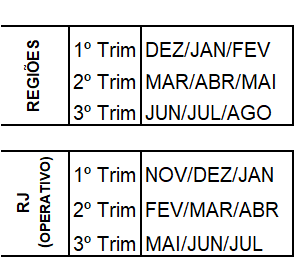 REGIÕES
1º Trim DEZ/JAN/FEV
2º Trim MAR/ABR/MAI
3º Trim JUN/JUL/AGO
RJ
(OPERATIVO)
1º Trim NOV/DEZ/JAN
2º Trim FEV/MAR/ABR
3º Trim MAI/JUN/JUL